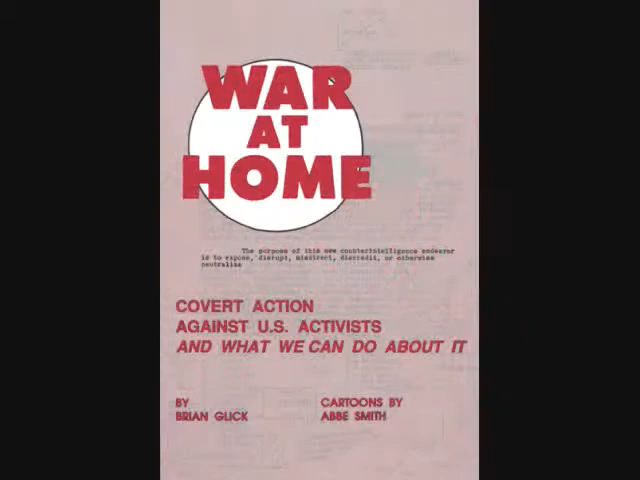 WAR
AT
HOME
The purpose of this new counterintelligence endeavor
is to expose, disrupt, misdirect, discredit, or otherwise
neutralize
COVERT ACTION
AGAINST U.S. ACTIVISTS
AND WHAT WE CAN DO ABOUT IT
BY
BRIAN GLICK
CARTOONS BY
ABBE SMITH